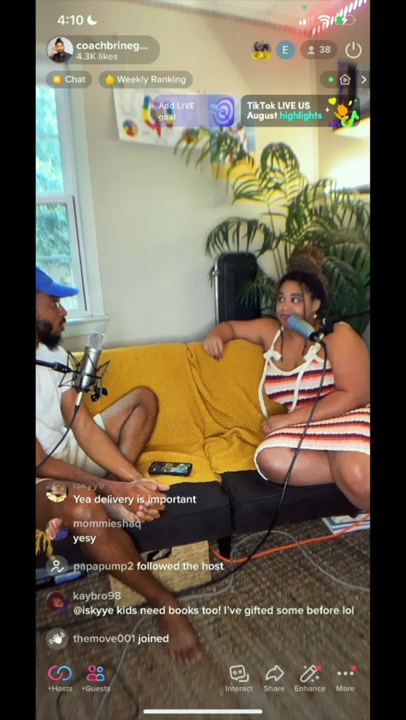 4:10
coachbrineg...
4.3K likes
E
38
Chat
Weekly Ranking
Add LIVE
goal
TikTok LIVE US
August highlights
iskyye
Yea delivery is important
mommieshaq
yesy
papapump2 followed the host
kaybro98
@iskyye kids need books too! I've gifted some before lol
themove001 joined
+Hosts
+Guests
Interact
Share
Enhance
More